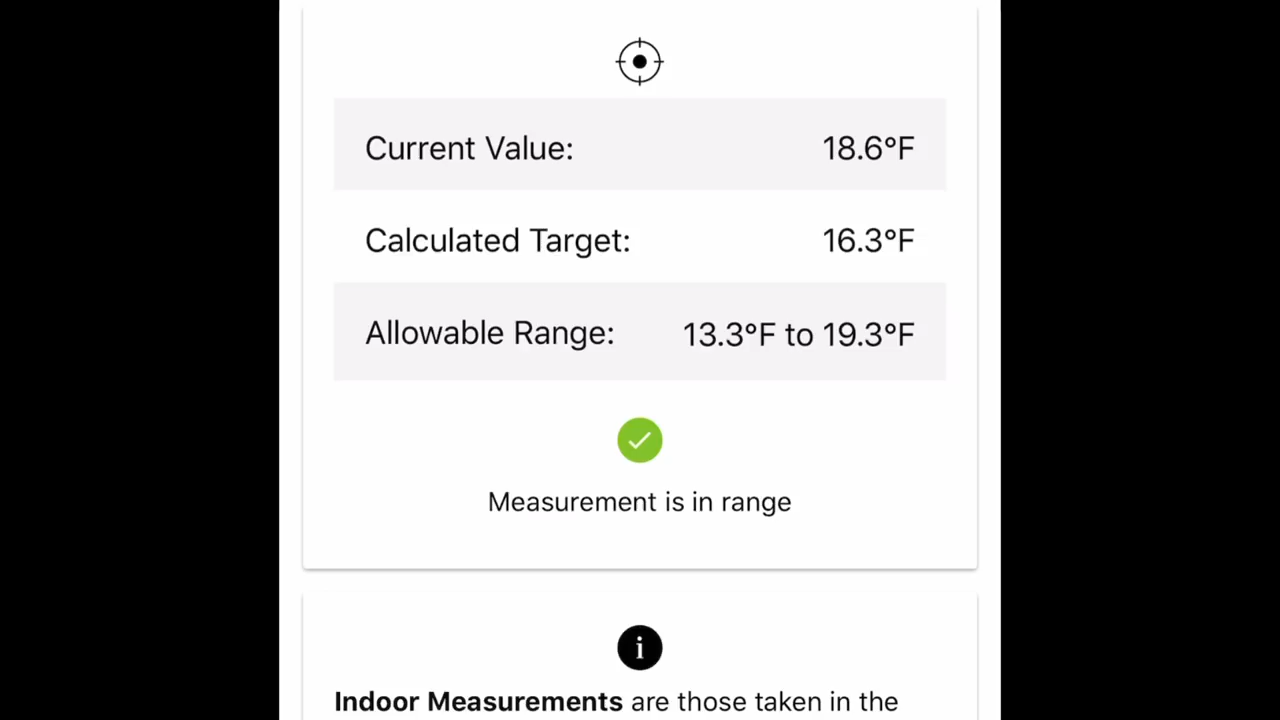 Current Value: 18.6°F
Calculated Target: 16.3°F
Allowable Range: 13.3°F to 19.3°F
Measurement is in range
i
Indoor Measurements are those taken in the